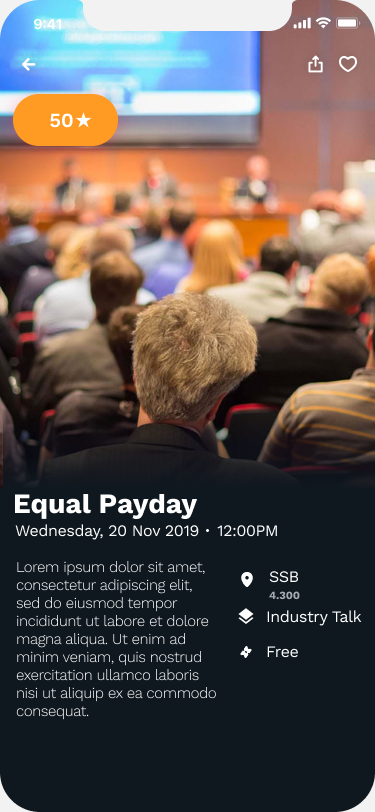 9:41
50★
Equal Payday
Wednesday, 20 Nov 2019 • 12:00PM
Lorem ipsum dolor sit amet,
consectetur adipiscing elit,
sed do eiusmod tempor
incididunt ut labore et dolore
magna aliqua. Ut enim ad
minim veniam, quis nostrud
exercitation ullamco laboris
nisi ut aliquip ex ea commodo
consequat.
SSB
4.300
Industry Talk
Free